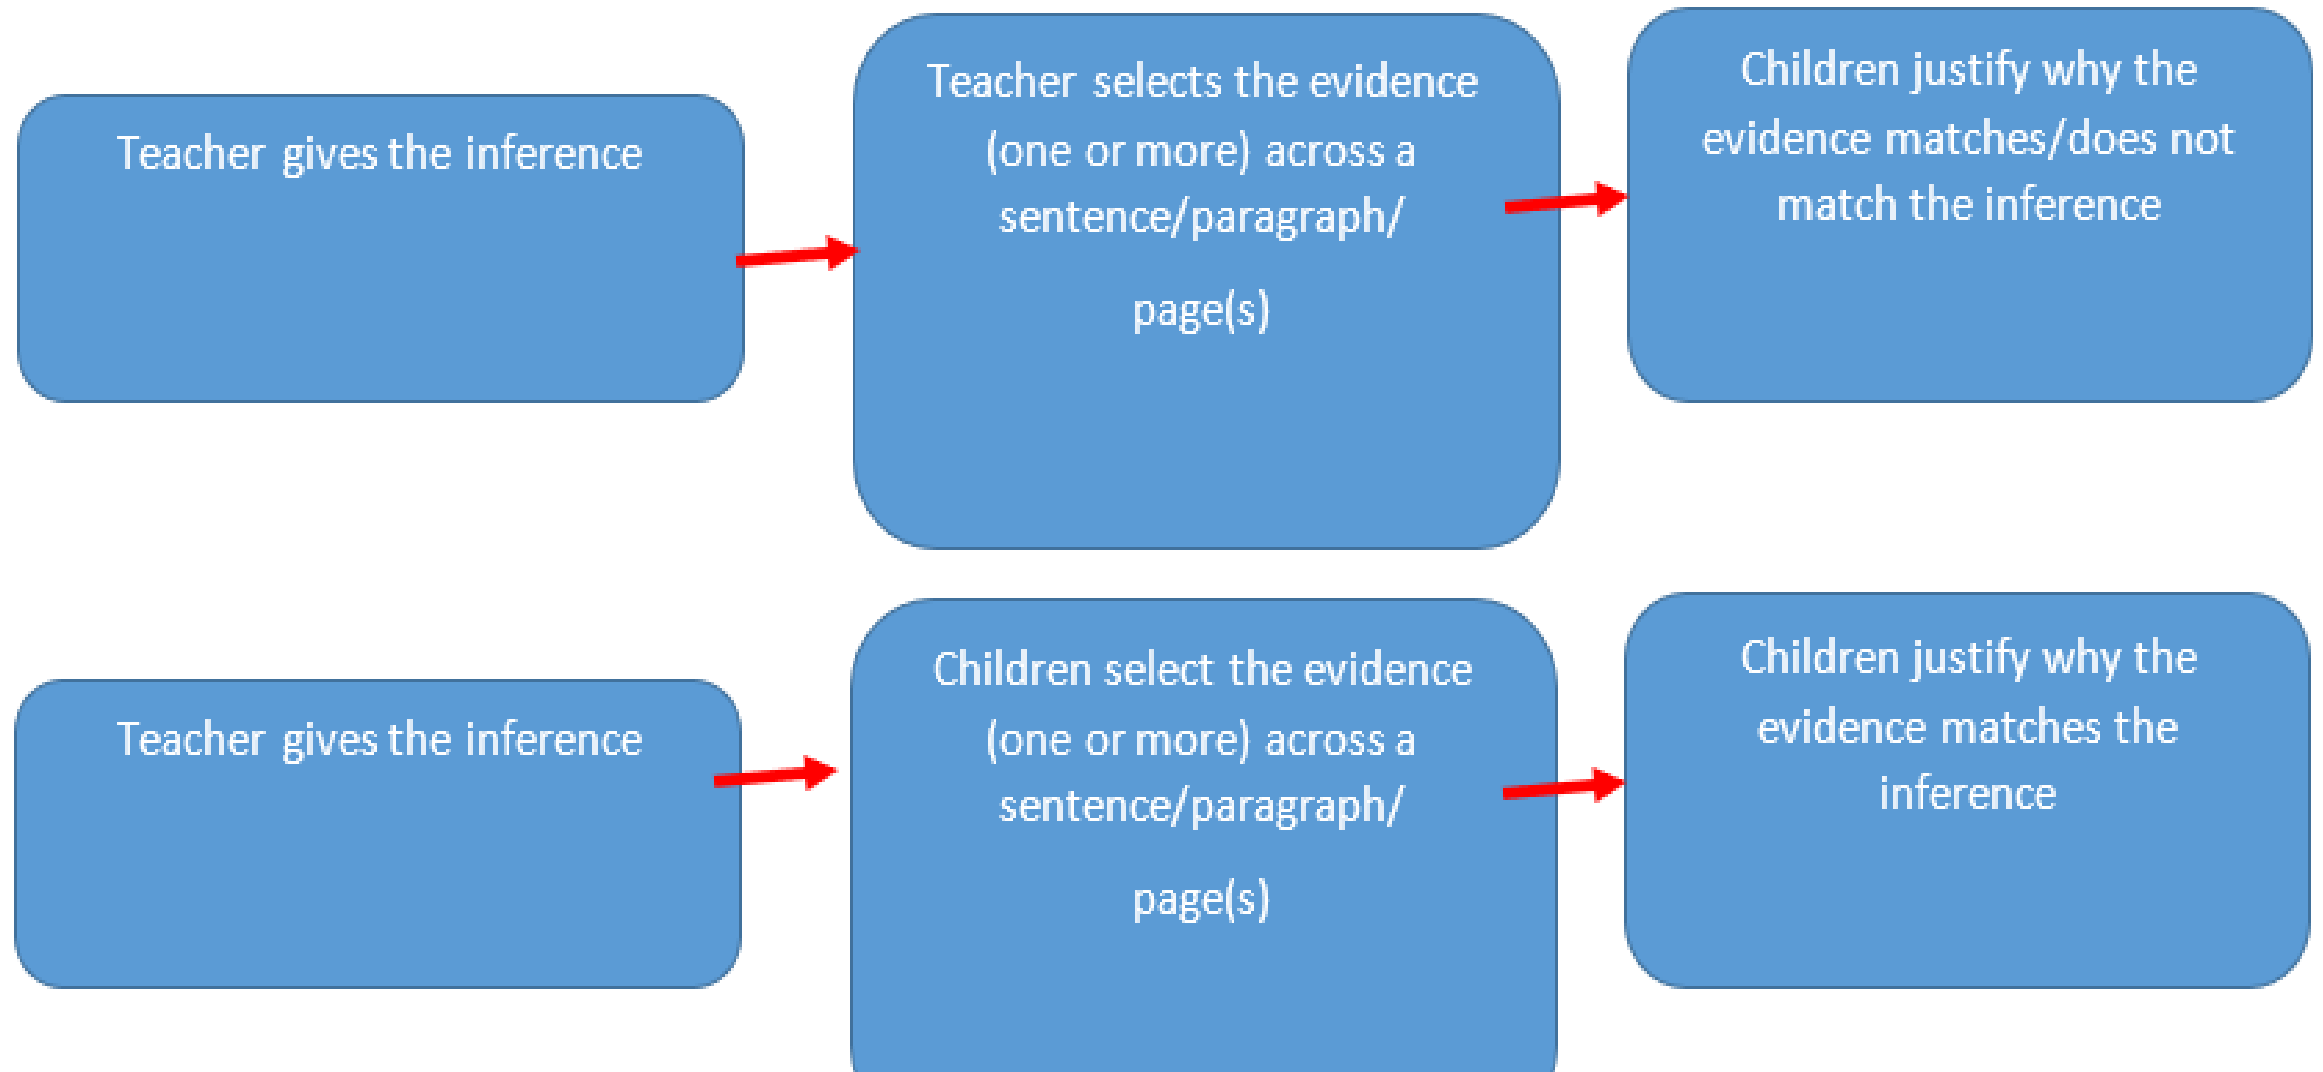 Teacher gives the inference
Teacher selects the evidence
(one or more) across a
sentence/paragraph/
page(s)
Children justify why the
evidence matches/does not
match the inference
Teacher gives the inference
Children select the evidence
(one or more) across a
sentence/paragraph/
page(s)
Children justify why the
evidence matches the
inference